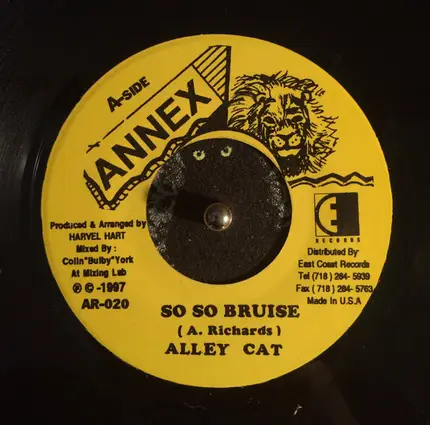 A-SIDE
ANNEX
Produced & Arranged by
HARVEL HART
Mixed By :
Colin"Bulby"York
At Mixing Lab
℗ © -1997
AR-020
E
RECORDS
Distributed By:
East Coast Records
Tel (718) 284- 5939
Fax ( 718 ) 284- 5763
Made In U.S.A
SO SO BRUISE
( A. Richards )
ALLEY CAT